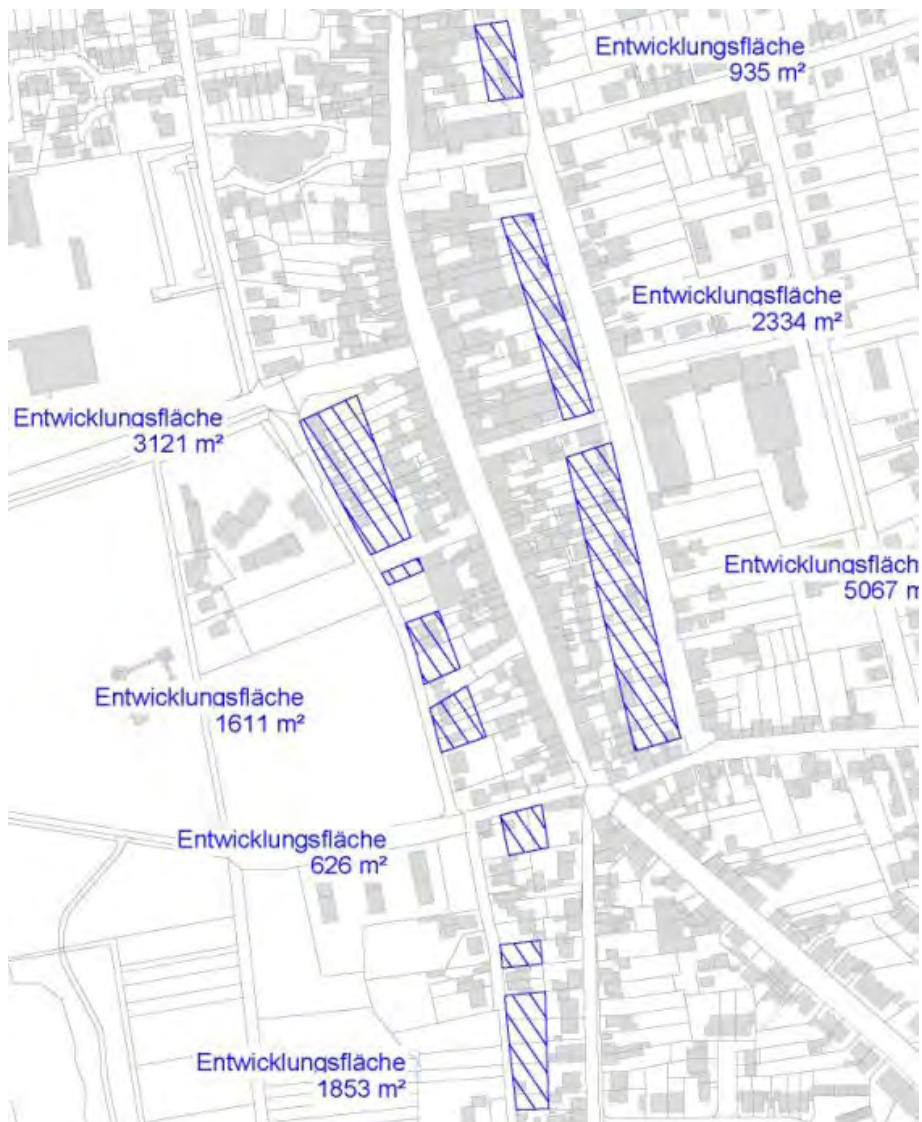 Entwicklungsfläche
935 m²
Entwicklungsfläche
2334 m²
Entwicklungsfläche
3121 m²
Entwicklungsfläch
5067 m
Entwicklungsfläche
1611 m²
Entwicklungsfläche
626 m²
Entwicklungsfläche
1853 m²